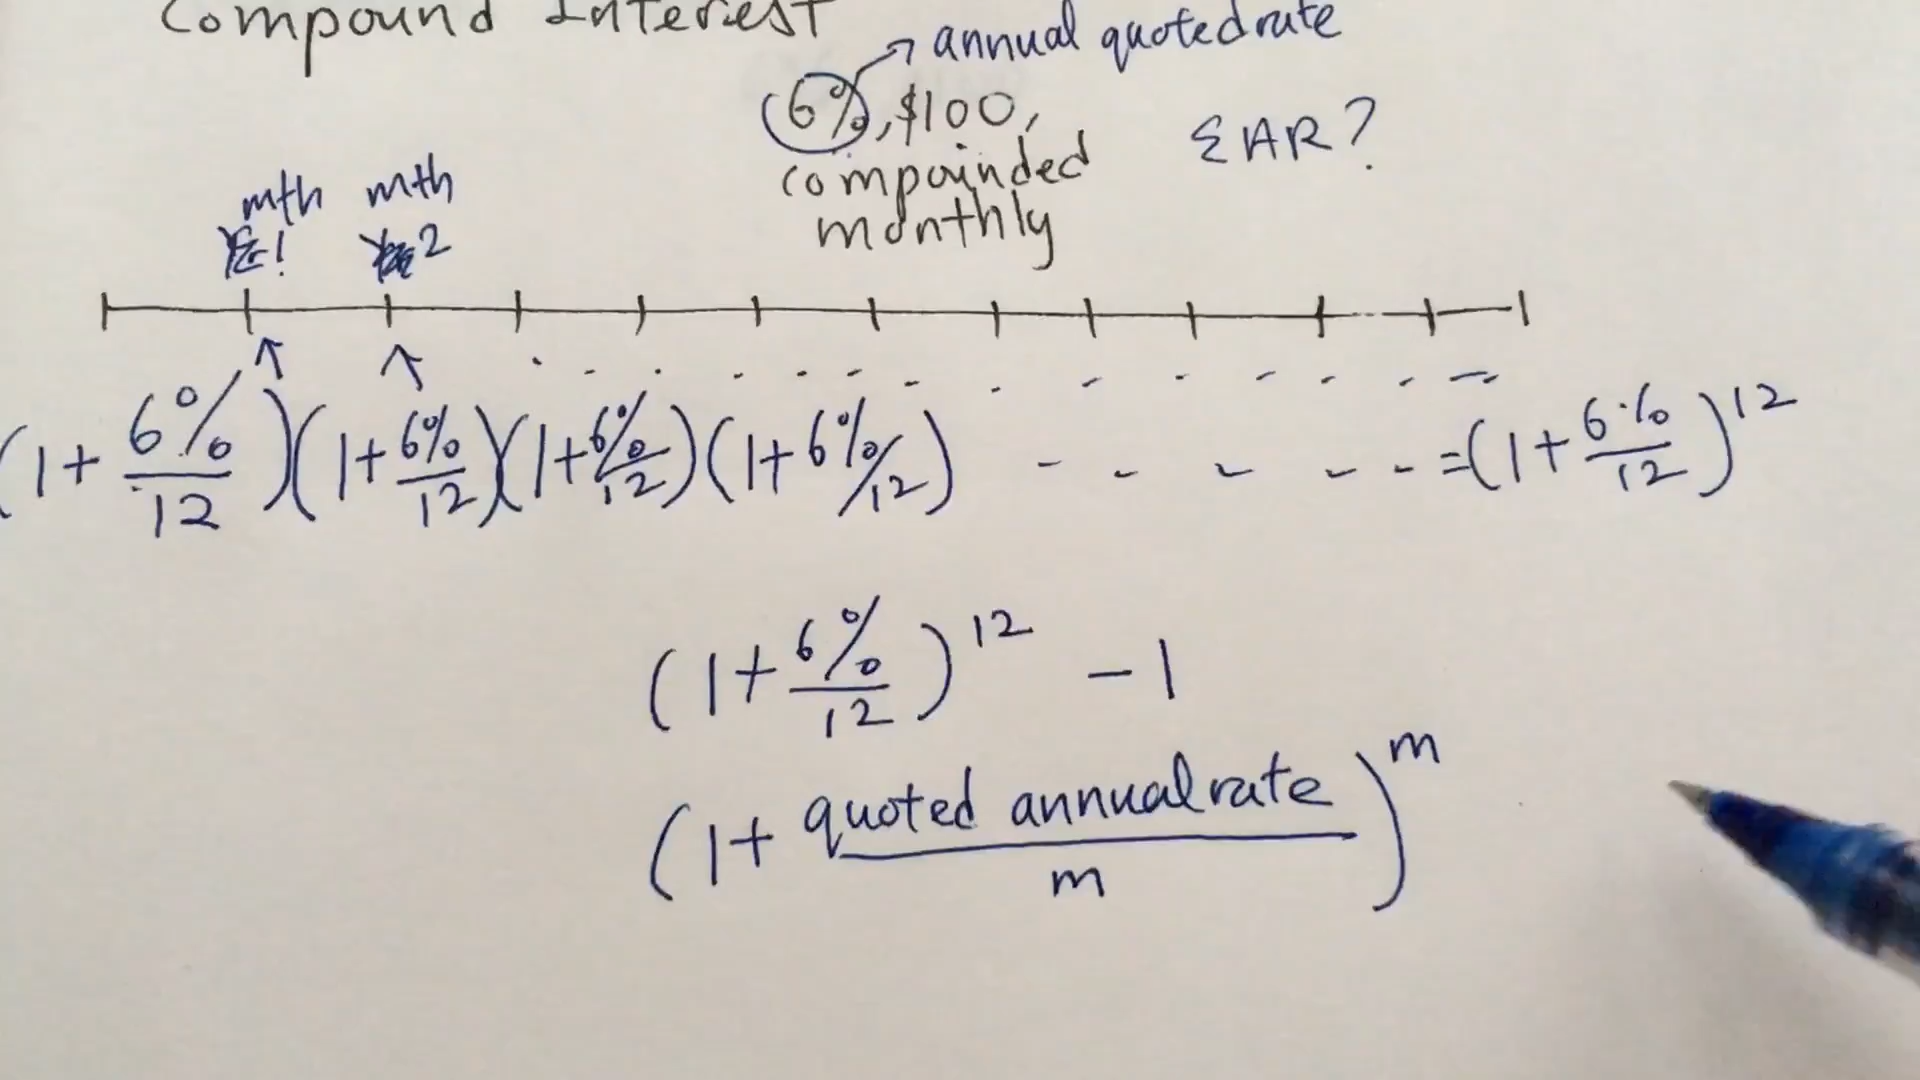 Compound Interest
annual quoted rate
6%, $100,
compounded
monthly
EAR?
mth mth
1 2
(1+6%/12)(1+6%/12)(1+6%/12)(1+6%/12) - - - - - =(1+6%/12)^12
(1+6%/12)^12 -1
(1+quoted annual rate/m)^m